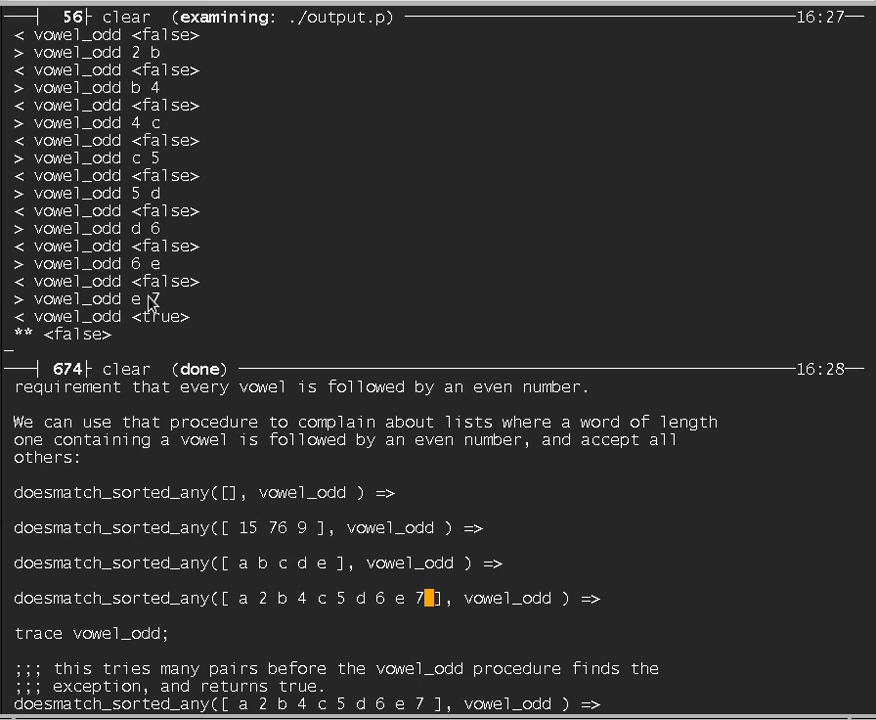 56 clear (examining: ./output.p) 16:27
< vowel_odd <false>
> vowel_odd 2 b
< vowel_odd <false>
> vowel_odd b 4
< vowel_odd <false>
> vowel_odd 4 c
< vowel_odd <false>
> vowel_odd c 5
< vowel_odd <false>
> vowel_odd 5 d
< vowel_odd <false>
> vowel_odd d 6
< vowel_odd <false>
> vowel_odd 6 e
< vowel_odd <false>
> vowel_odd e 7
< vowel_odd <true>
** <false>
674 clear (done) 16:28
requirement that every vowel is followed by an even number.
We can use that procedure to complain about lists where a word of length
one containing a vowel is followed by an even number, and accept all
others:
doesmatch_sorted_any([], vowel_odd ) =>
doesmatch_sorted_any([ 15 76 9 ], vowel_odd ) =>
doesmatch_sorted_any([ a b c d e ], vowel_odd ) =>
doesmatch_sorted_any([ a 2 b 4 c 5 d 6 e 7 ], vowel_odd ) =>
trace vowel_odd;
;;; this tries many pairs before the vowel_odd procedure finds the
;;; exception, and returns true.
doesmatch_sorted_any([ a 2 b 4 c 5 d 6 e 7 ], vowel_odd ) =>